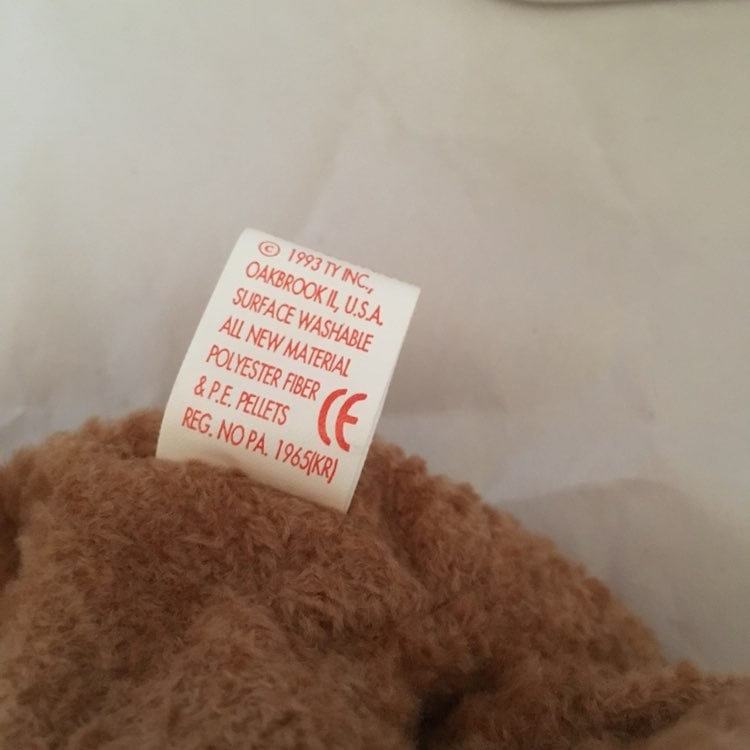 © 1993 TY INC.,
OAKBROOK IL, U.S.A.
SURFACE WASHABLE
ALL NEW MATERIAL
POLYESTER FIBER
& P.E. PELLETS CE
REG. NO PA. 1965(KR)